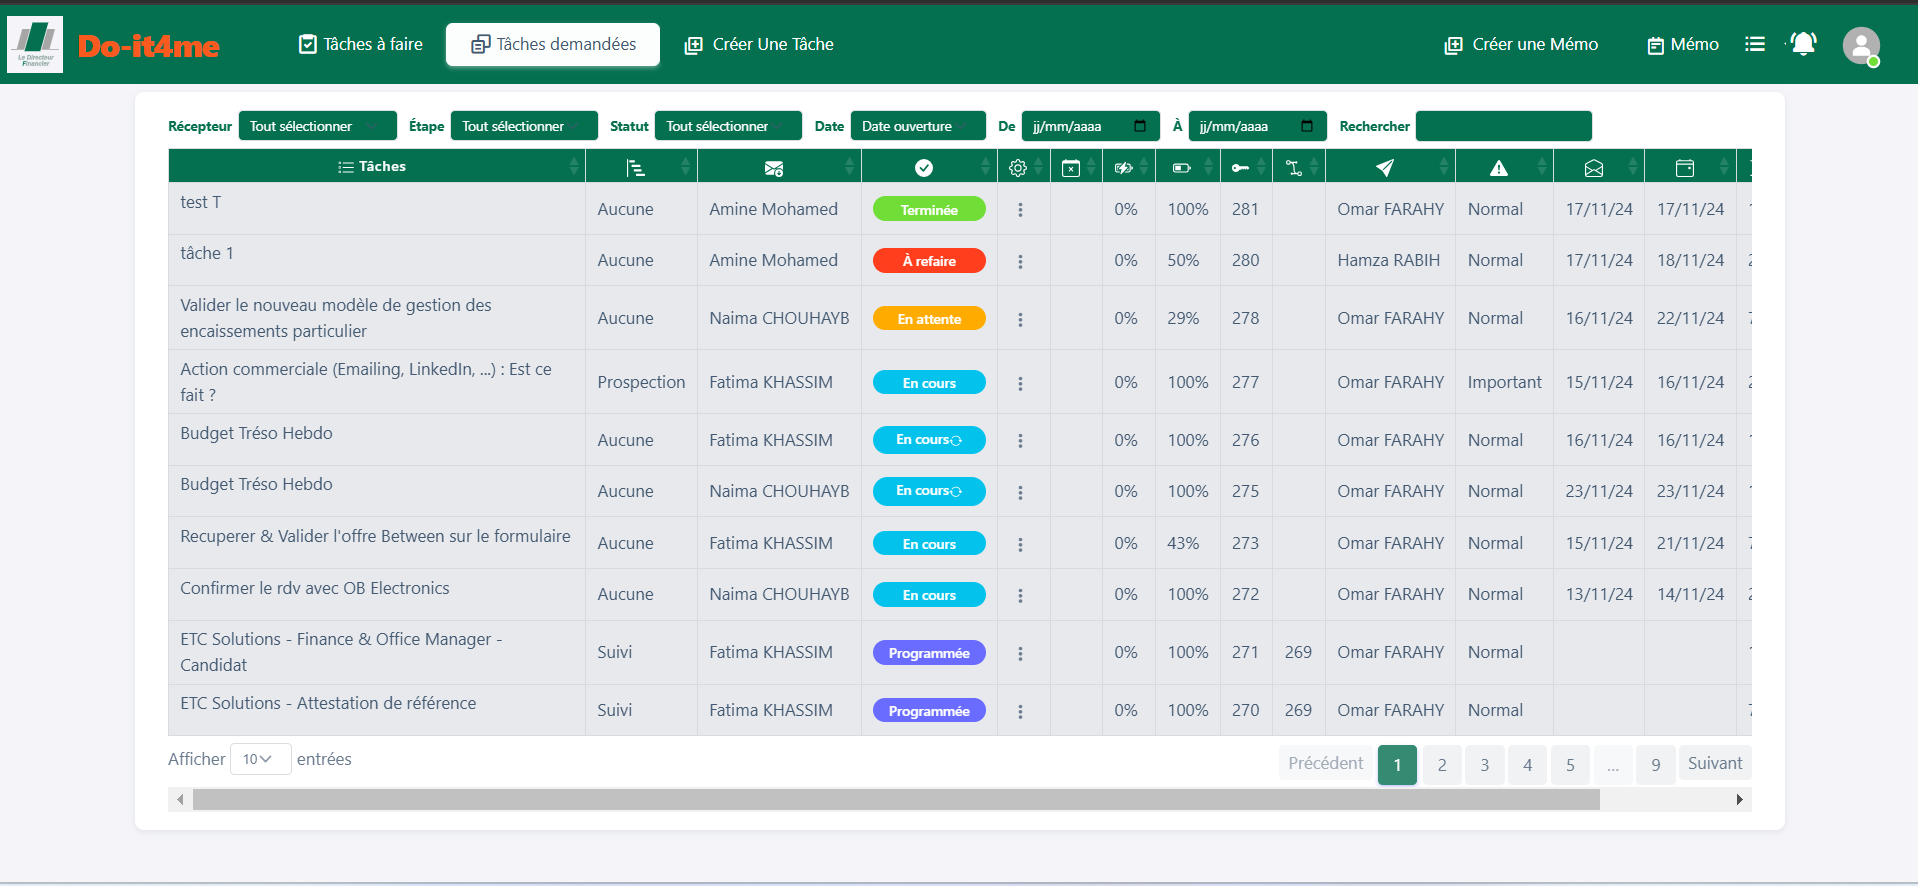 Le Directeur
Financier
Do-it4me
Tâches à faire
Tâches demandées
Créer Une Tâche
Créer une Mémo
Mémo
Récepteur Tout sélectionner Étape Tout sélectionner Statut Tout sélectionner Date Date ouverture De jj/mm/aaaa À jj/mm/aaaa Rechercher
Tâches
test T Aucune Amine Mohamed Terminée 0% 100% 281 Omar FARAHY Normal 17/11/24 17/11/24
tâche 1 Aucune Amine Mohamed À refaire 0% 50% 280 Hamza RABIH Normal 17/11/24 18/11/24
Valider le nouveau modèle de gestion des
encaissements particulier Aucune Naima CHOUHAYB En attente 0% 29% 278 Omar FARAHY Normal 16/11/24 22/11/24
Action commerciale (Emailing, LinkedIn, ...) : Est ce
fait ? Prospection Fatima KHASSIM En cours 0% 100% 277 Omar FARAHY Important 15/11/24 16/11/24
Budget Tréso Hebdo Aucune Fatima KHASSIM En cours 0% 100% 276 Omar FARAHY Normal 16/11/24 16/11/24
Budget Tréso Hebdo Aucune Naima CHOUHAYB En cours 0% 100% 275 Omar FARAHY Normal 23/11/24 23/11/24
Recuperer & Valider l'offre Between sur le formulaire Aucune Fatima KHASSIM En cours 0% 43% 273 Omar FARAHY Normal 15/11/24 21/11/24
Confirmer le rdv avec OB Electronics Aucune Naima CHOUHAYB En cours 0% 100% 272 Omar FARAHY Normal 13/11/24 14/11/24
ETC Solutions - Finance & Office Manager -
Candidat Suivi Fatima KHASSIM Programmée 0% 100% 271 269 Omar FARAHY Normal
ETC Solutions - Attestation de référence Suivi Fatima KHASSIM Programmée 0% 100% 270 269 Omar FARAHY Normal
Afficher 10 entrées
Précédent 1 2 3 4 5 ... 9 Suivant